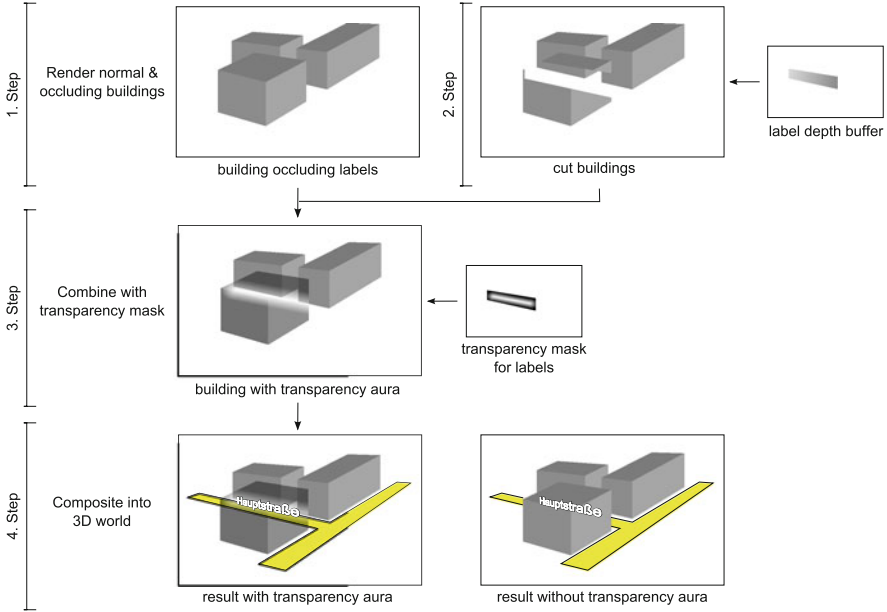 1. Step
Render normal &
occluding buildings
building occluding labels
2. Step
cut buildings
label depth buffer
3. Step
Combine with
transparency mask
building with transparency aura
transparency mask
for labels
4. Step
Composite into
3D world
Hauptstraße
result with transparency aura
Hauptstraße
result without transparency aura